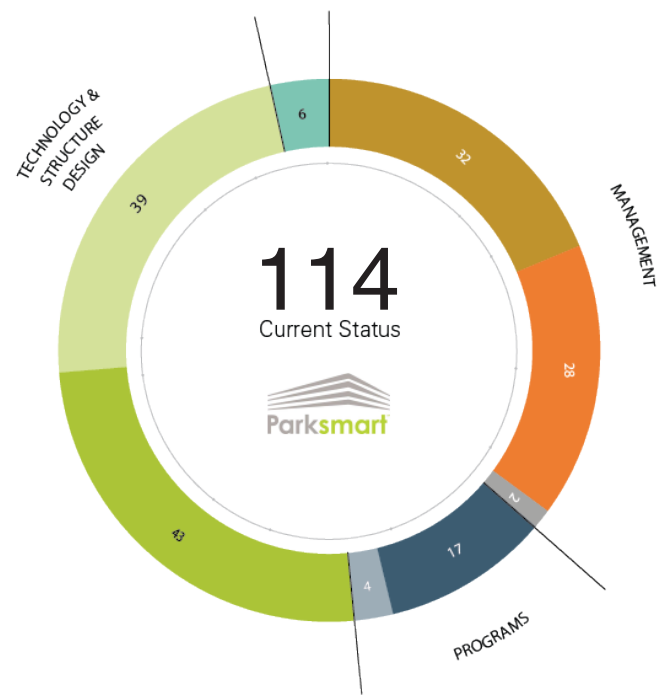 6
32
TECHNOLOGY &
STRUCTURE
DESIGN
39
MANAGEMENT
114
Current Status
28
Parksmart
2
43
17
4
PROGRAMS